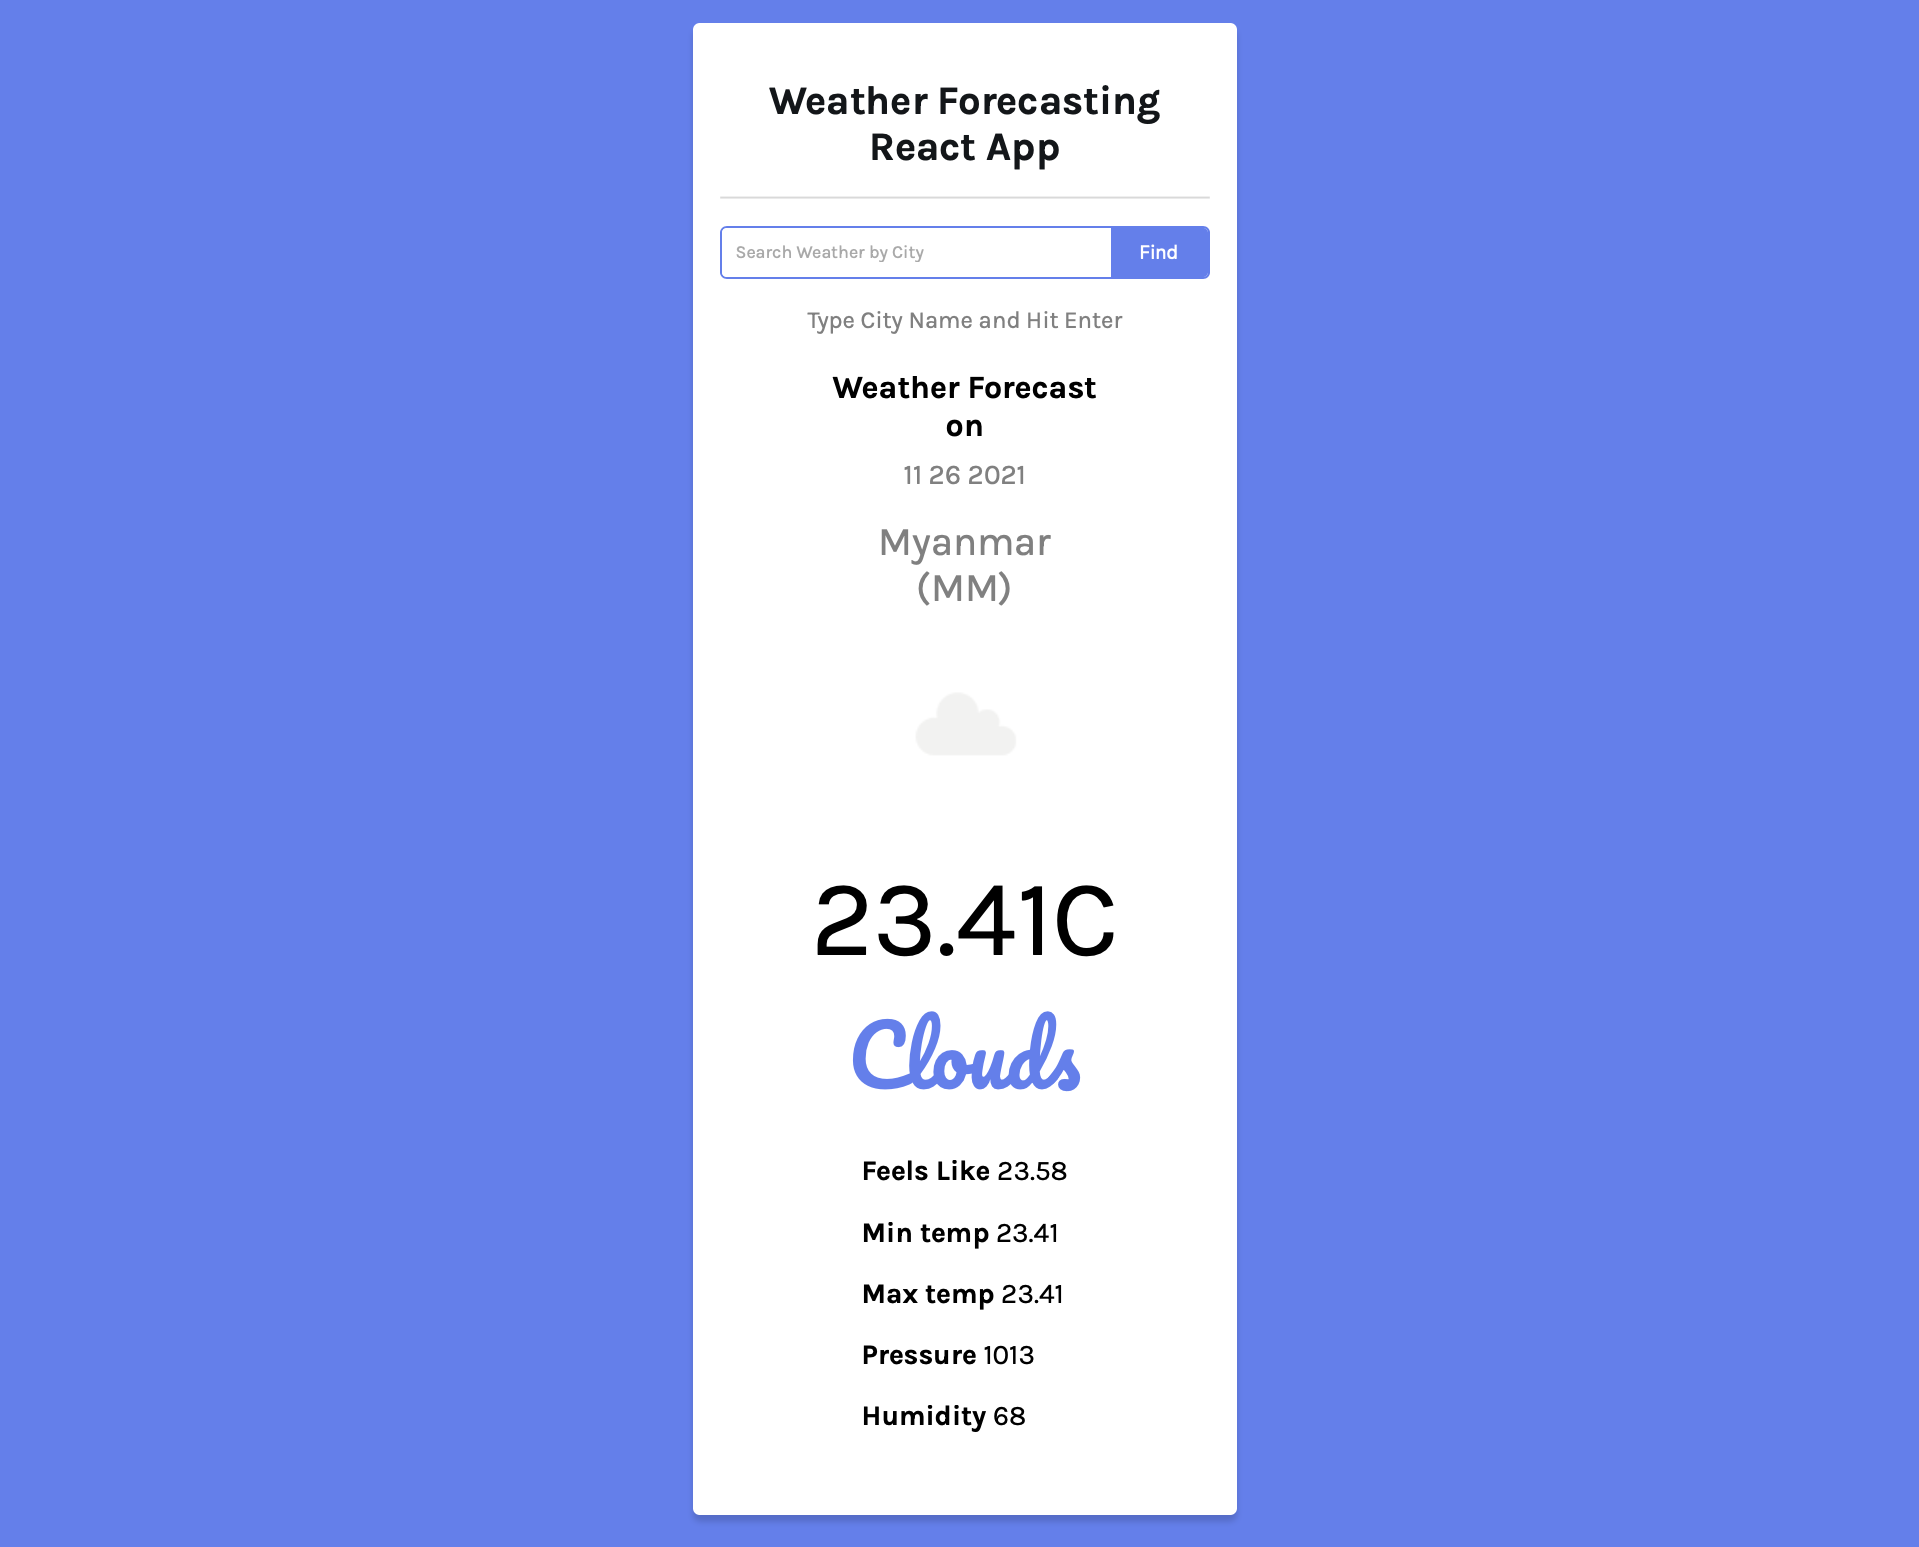 Weather Forecasting
React App
Search Weather by City
Find
Type City Name and Hit Enter
Weather Forecast
on
11 26 2021
Myanmar
(MM)
23.41C
Clouds
Feels Like 23.58
Min temp 23.41
Max temp 23.41
Pressure 1013
Humidity 68